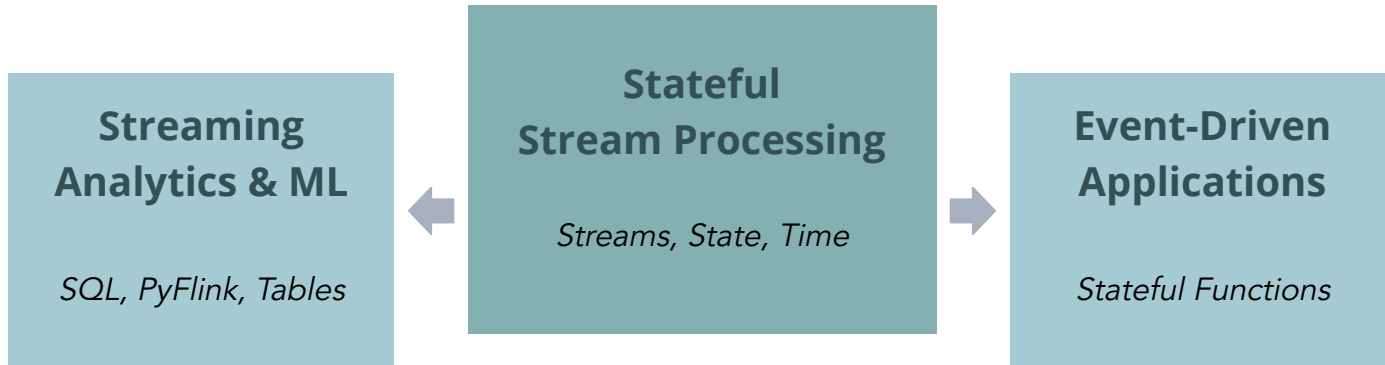 Streaming
Analytics & ML
SQL, PyFlink, Tables
Stateful
Stream Processing
Streams, State, Time
Event-Driven
Applications
Stateful Functions